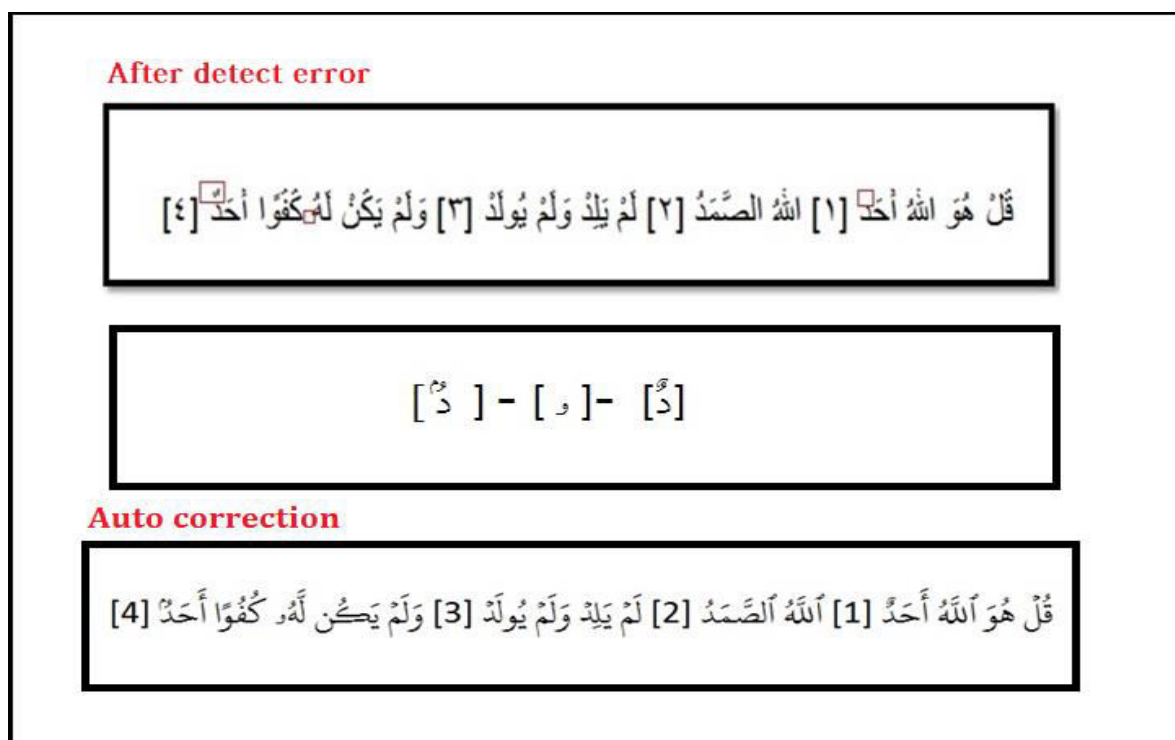 After detect error
قُلْ هُوَ اللهُ أَحَدٌ [١] اللهُ الصَّمَدُ [٢] لَمْ يَلِدْ وَلَمْ يُولَدْ [٣] وَلَمْ يَكُنْ لَهُ كُفُوًا أَحَدٌ [٤]
[دٌ] -[ و ] - [ دُۢ ]
Auto correction
قُلۡ هُوَ ٱللَّهُ أَحَدٌ [1] ٱللَّهُ ٱلصَّمَدُ [2] لَمۡ يَلِدۡ وَلَمۡ يُولَدۡ [3] وَلَمۡ يَكُن لَّهُۥ كُفُوًا أَحَدُۢ [4]